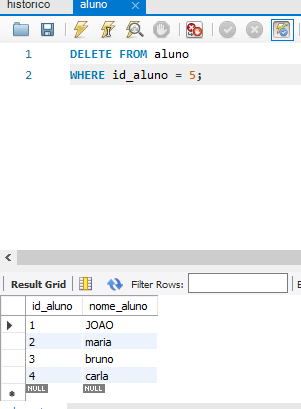 historico aluno
1 DELETE FROM aluno
2 WHERE id_aluno = 5;
Result Grid Filter Rows:
id_aluno nome_aluno
1 JOAO
2 maria
3 bruno
4 carla
NULL NULL